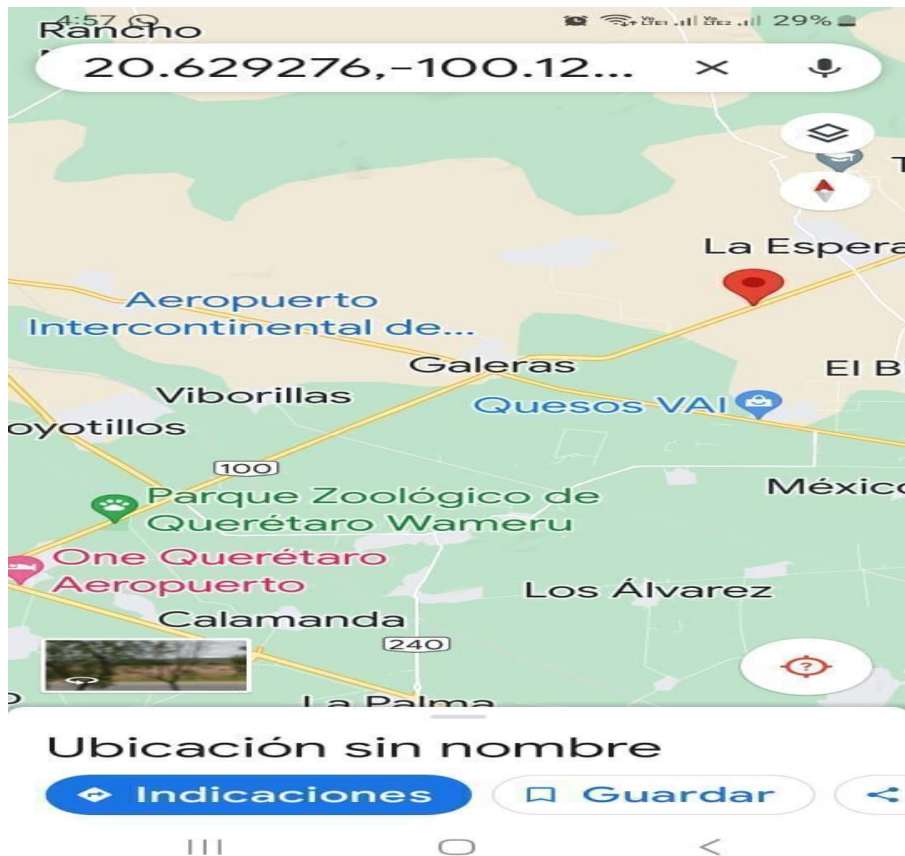 4:57
29%
Rancho
20.629276,-100.12...
La Espera
Aeropuerto
Intercontinental de...
Galeras
El B
Viborillas
Quesos VAI
oyotillos
100
México
Parque Zoológico de
Querétaro Wameru
One Querétaro
Aeropuerto
Los Álvarez
Calamanda
240
La Palma
Ubicación sin nombre
Indicaciones
Guardar